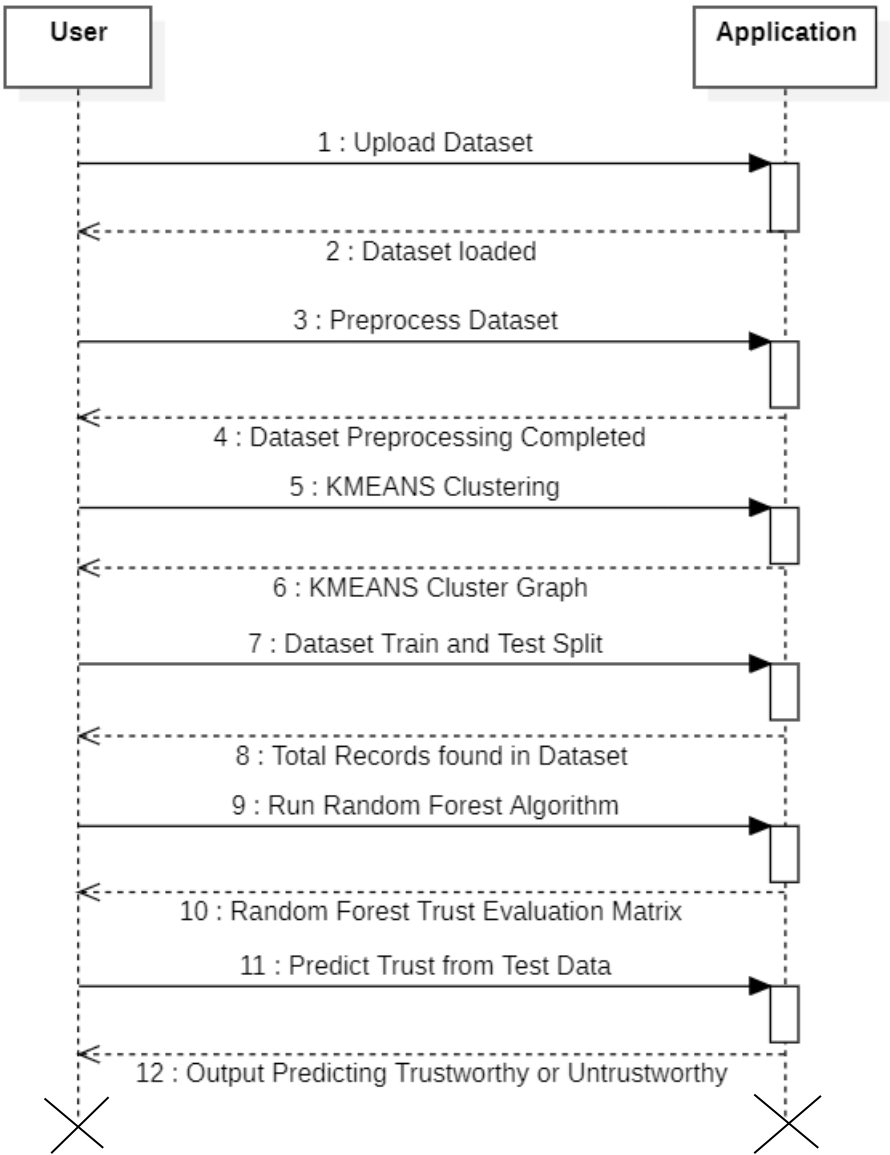 User
Application
1 : Upload Dataset
2 : Dataset loaded
3 : Preprocess Dataset
4 : Dataset Preprocessing Completed
5 : KMEANS Clustering
6 : KMEANS Cluster Graph
7 : Dataset Train and Test Split
8 : Total Records found in Dataset
9 : Run Random Forest Algorithm
10 : Random Forest Trust Evaluation Matrix
11 : Predict Trust from Test Data
12 : Output Predicting Trustworthy or Untrustworthy